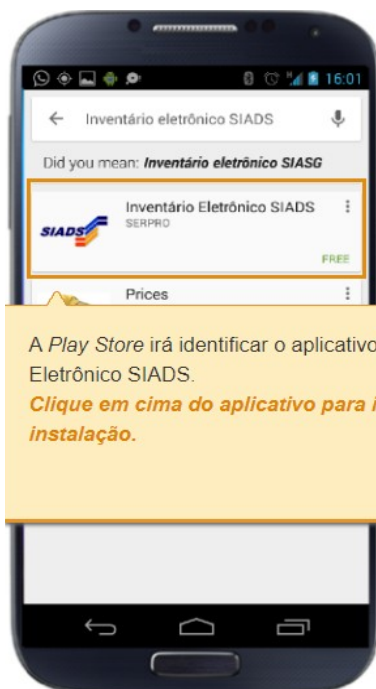 16:01
Inventário eletrônico SIADS
Did you mean: Inventário eletrônico SIASG
SIADS
Inventário Eletrônico SIADS
SERPRO
FREE
Prices
A Play Store irá identificar o aplicativo
Eletrônico SIADS.
Clique em cima do aplicativo para i
instalação.